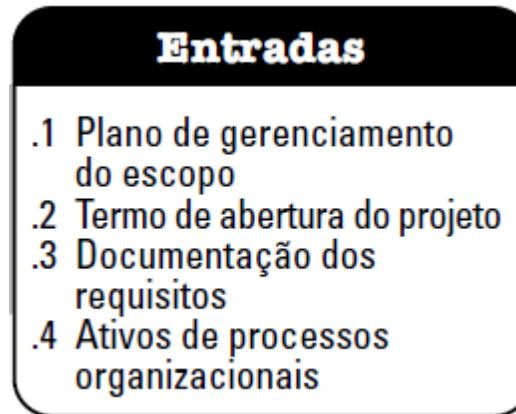 Entradas
.1 Plano de gerenciamento
do escopo
.2 Termo de abertura do projeto
.3 Documentação dos
requisitos
.4 Ativos de processos
organizacionais